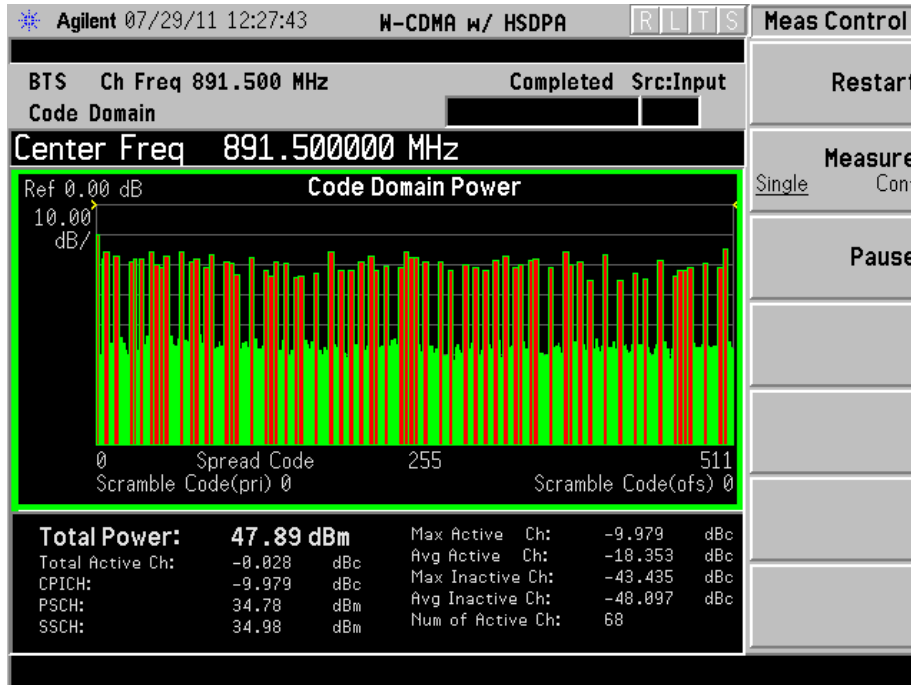 Agilent 07/29/11 12:27:43 W-CDMA w/ HSDPA R L T S Meas Control
BTS Ch Freq 891.500 MHz Completed Src:Input
Code Domain
Restart
Center Freq 891.500000 MHz
Measure
Single Con
Ref 0.00 dB Code Domain Power
10.00
dB/
Pause
0 Spread Code 255 511
Scramble Code(pri) 0 Scramble Code(ofs) 0
Total Power: 47.89 dBm
Total Active Ch: -0.028 dBc
CPICH: -9.979 dBc
PSCH: 34.78 dBm
SSCH: 34.98 dBm
Max Active Ch: -9.979 dBc
Avg Active Ch: -18.353 dBc
Max Inactive Ch: -43.435 dBc
Avg Inactive Ch: -48.097 dBc
Num of Active Ch: 68